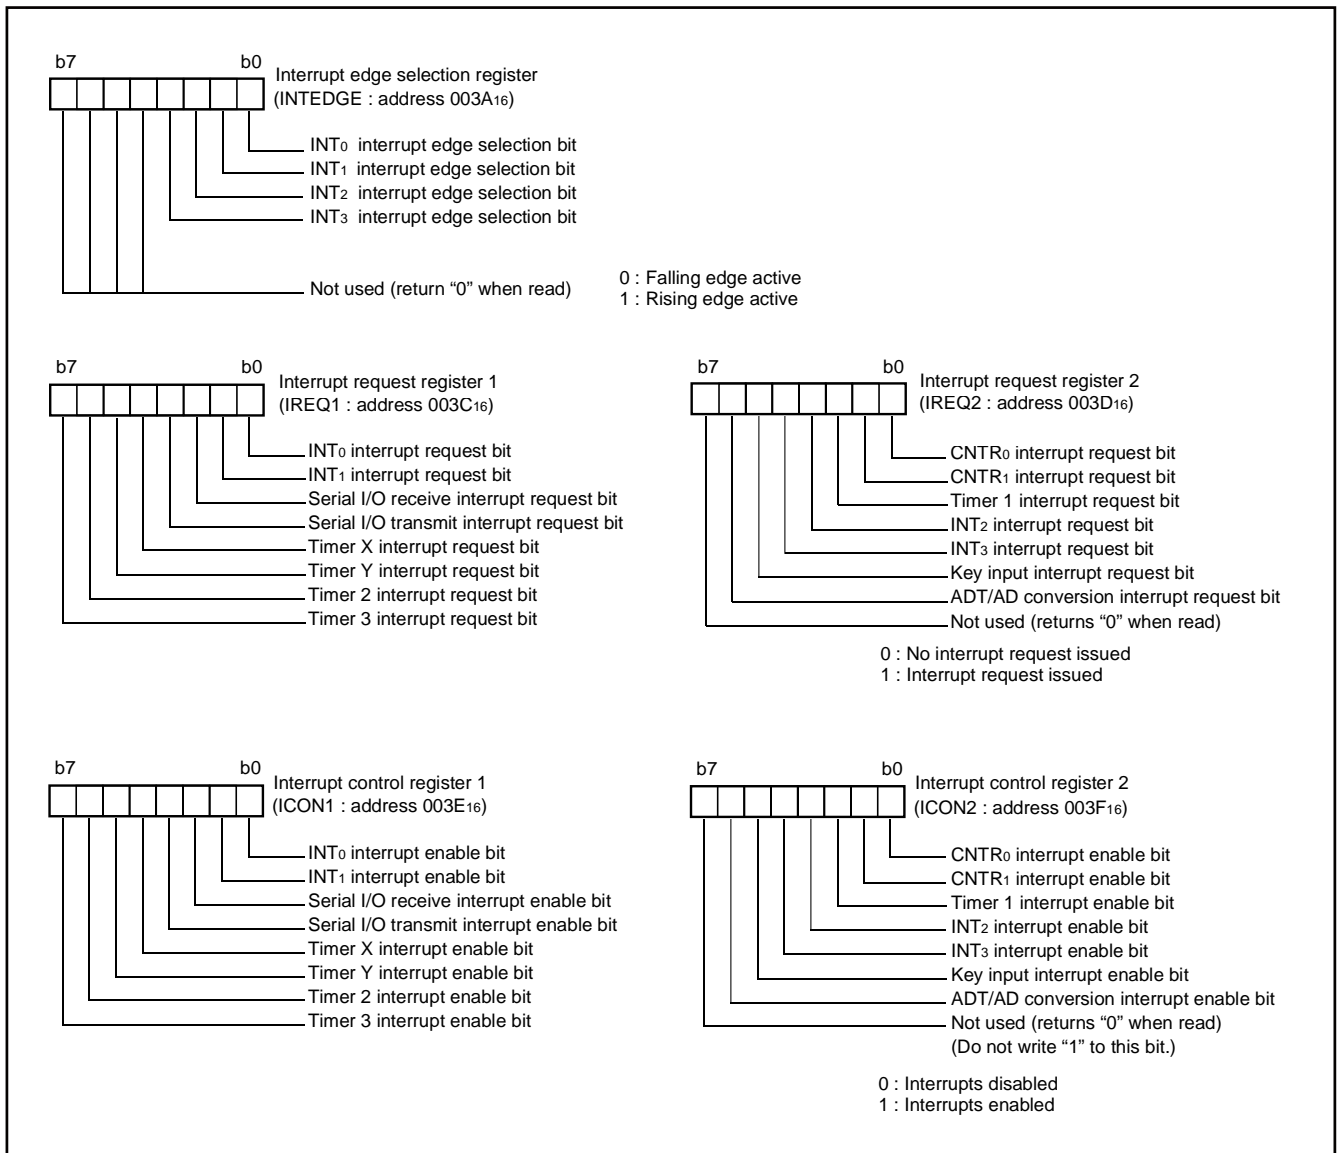 b7 b0
Interrupt edge selection register
(INTEDGE : address 003A16)
INT0 interrupt edge selection bit
INT1 interrupt edge selection bit
INT2 interrupt edge selection bit
INT3 interrupt edge selection bit
Not used (return “0” when read)
0 : Falling edge active
1 : Rising edge active
b7 b0
Interrupt request register 1
(IREQ1 : address 003C16)
INT0 interrupt request bit
INT1 interrupt request bit
Serial I/O receive interrupt request bit
Serial I/O transmit interrupt request bit
Timer X interrupt request bit
Timer Y interrupt request bit
Timer 2 interrupt request bit
Timer 3 interrupt request bit
b7 b0
Interrupt request register 2
(IREQ2 : address 003D16)
CNTR0 interrupt request bit
CNTR1 interrupt request bit
Timer 1 interrupt request bit
INT2 interrupt request bit
INT3 interrupt request bit
Key input interrupt request bit
ADT/AD conversion interrupt request bit
Not used (returns “0” when read)
0 : No interrupt request issued
1 : Interrupt request issued
b7 b0
Interrupt control register 1
(ICON1 : address 003E16)
INT0 interrupt enable bit
INT1 interrupt enable bit
Serial I/O receive interrupt enable bit
Serial I/O transmit interrupt enable bit
Timer X interrupt enable bit
Timer Y interrupt enable bit
Timer 2 interrupt enable bit
Timer 3 interrupt enable bit
b7 b0
Interrupt control register 2
(ICON2 : address 003F16)
CNTR0 interrupt enable bit
CNTR1 interrupt enable bit
Timer 1 interrupt enable bit
INT2 interrupt enable bit
INT3 interrupt enable bit
Key input interrupt enable bit
ADT/AD conversion interrupt enable bit
Not used (returns “0” when read)
(Do not write “1” to this bit.)
0 : Interrupts disabled
1 : Interrupts enabled